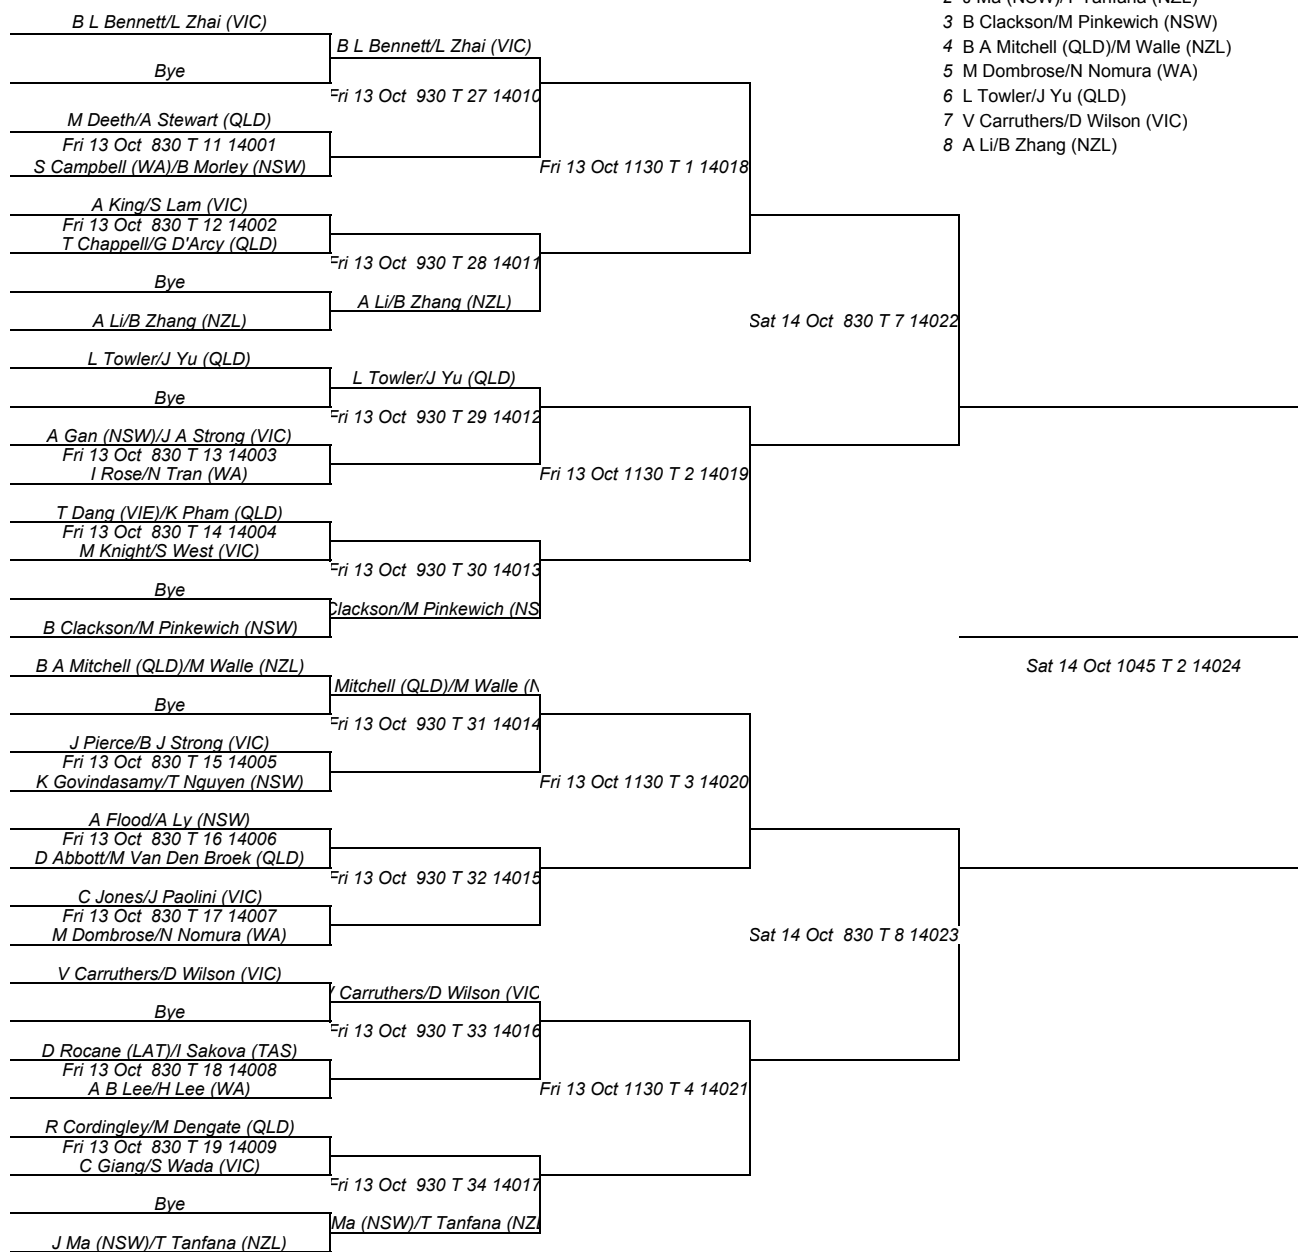 2 J Ma (NSW)/T Tanfana (NZL)
3 B Clackson/M Pinkewich (NSW)
4 B A Mitchell (QLD)/M Walle (NZL)
5 M Dombrose/N Nomura (WA)
6 L Towler/J Yu (QLD)
7 V Carruthers/D Wilson (VIC)
8 A Li/B Zhang (NZL)
B L Bennett/L Zhai (VIC)
Bye
M Deeth/A Stewart (QLD)
Fri 13 Oct 830 T 11 14001
S Campbell (WA)/B Morley (NSW)
A King/S Lam (VIC)
Fri 13 Oct 830 T 12 14002
T Chappell/G D'Arcy (QLD)
Bye
A Li/B Zhang (NZL)
L Towler/J Yu (QLD)
Bye
A Gan (NSW)/J A Strong (VIC)
Fri 13 Oct 830 T 13 14003
I Rose/N Tran (WA)
T Dang (VIE)/K Pham (QLD)
Fri 13 Oct 830 T 14 14004
M Knight/S West (VIC)
Bye
B Clackson/M Pinkewich (NSW)
B A Mitchell (QLD)/M Walle (NZL)
Bye
J Pierce/B J Strong (VIC)
Fri 13 Oct 830 T 15 14005
K Govindasamy/T Nguyen (NSW)
A Flood/A Ly (NSW)
Fri 13 Oct 830 T 16 14006
D Abbott/M Van Den Broek (QLD)
C Jones/J Paolini (VIC)
Fri 13 Oct 830 T 17 14007
M Dombrose/N Nomura (WA)
V Carruthers/D Wilson (VIC)
Bye
D Rocane (LAT)/I Sakova (TAS)
Fri 13 Oct 830 T 18 14008
A B Lee/H Lee (WA)
R Cordingley/M Dengate (QLD)
Fri 13 Oct 830 T 19 14009
C Giang/S Wada (VIC)
Bye
J Ma (NSW)/T Tanfana (NZL)
B L Bennett/L Zhai (VIC)
Fri 13 Oct 930 T 27 14010
Fri 13 Oct 930 T 28 14011
A Li/B Zhang (NZL)
L Towler/J Yu (QLD)
Fri 13 Oct 930 T 29 14012
Fri 13 Oct 930 T 30 14013
Clackson/M Pinkewich (NS
Mitchell (QLD)/M Walle (N
Fri 13 Oct 930 T 31 14014
Fri 13 Oct 930 T 32 14015
V Carruthers/D Wilson (VIC
Fri 13 Oct 930 T 33 14016
Fri 13 Oct 930 T 34 14017
Ma (NSW)/T Tanfana (NZL
Fri 13 Oct 1130 T 1 14018
Fri 13 Oct 1130 T 2 14019
Fri 13 Oct 1130 T 3 14020
Fri 13 Oct 1130 T 4 14021
Sat 14 Oct 830 T 7 14022
Sat 14 Oct 830 T 8 14023
Sat 14 Oct 1045 T 2 14024